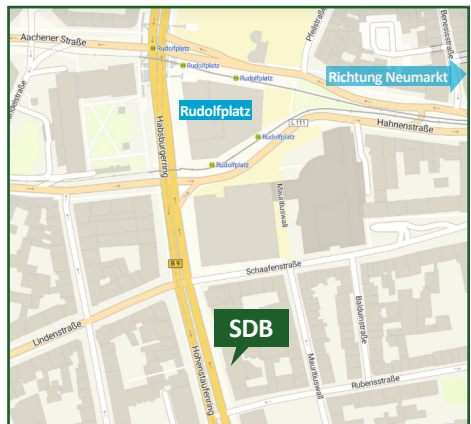 Aachener Straße
Rudolfplatz
Pfeilstraße
Benesisstraße
Rudolfplatz
Richtung Neumarkt
Rudolfplatz
Habsburgerring
L 111
Hahnenstraße
Rudolfplatz
Rudolfplatz
Mauritiuswall
B 9
Schaafenstraße
Lindenstraße
SDB
Balduinstraße
Hohenstaufenring
Mauritiuswall
Rubensstraße